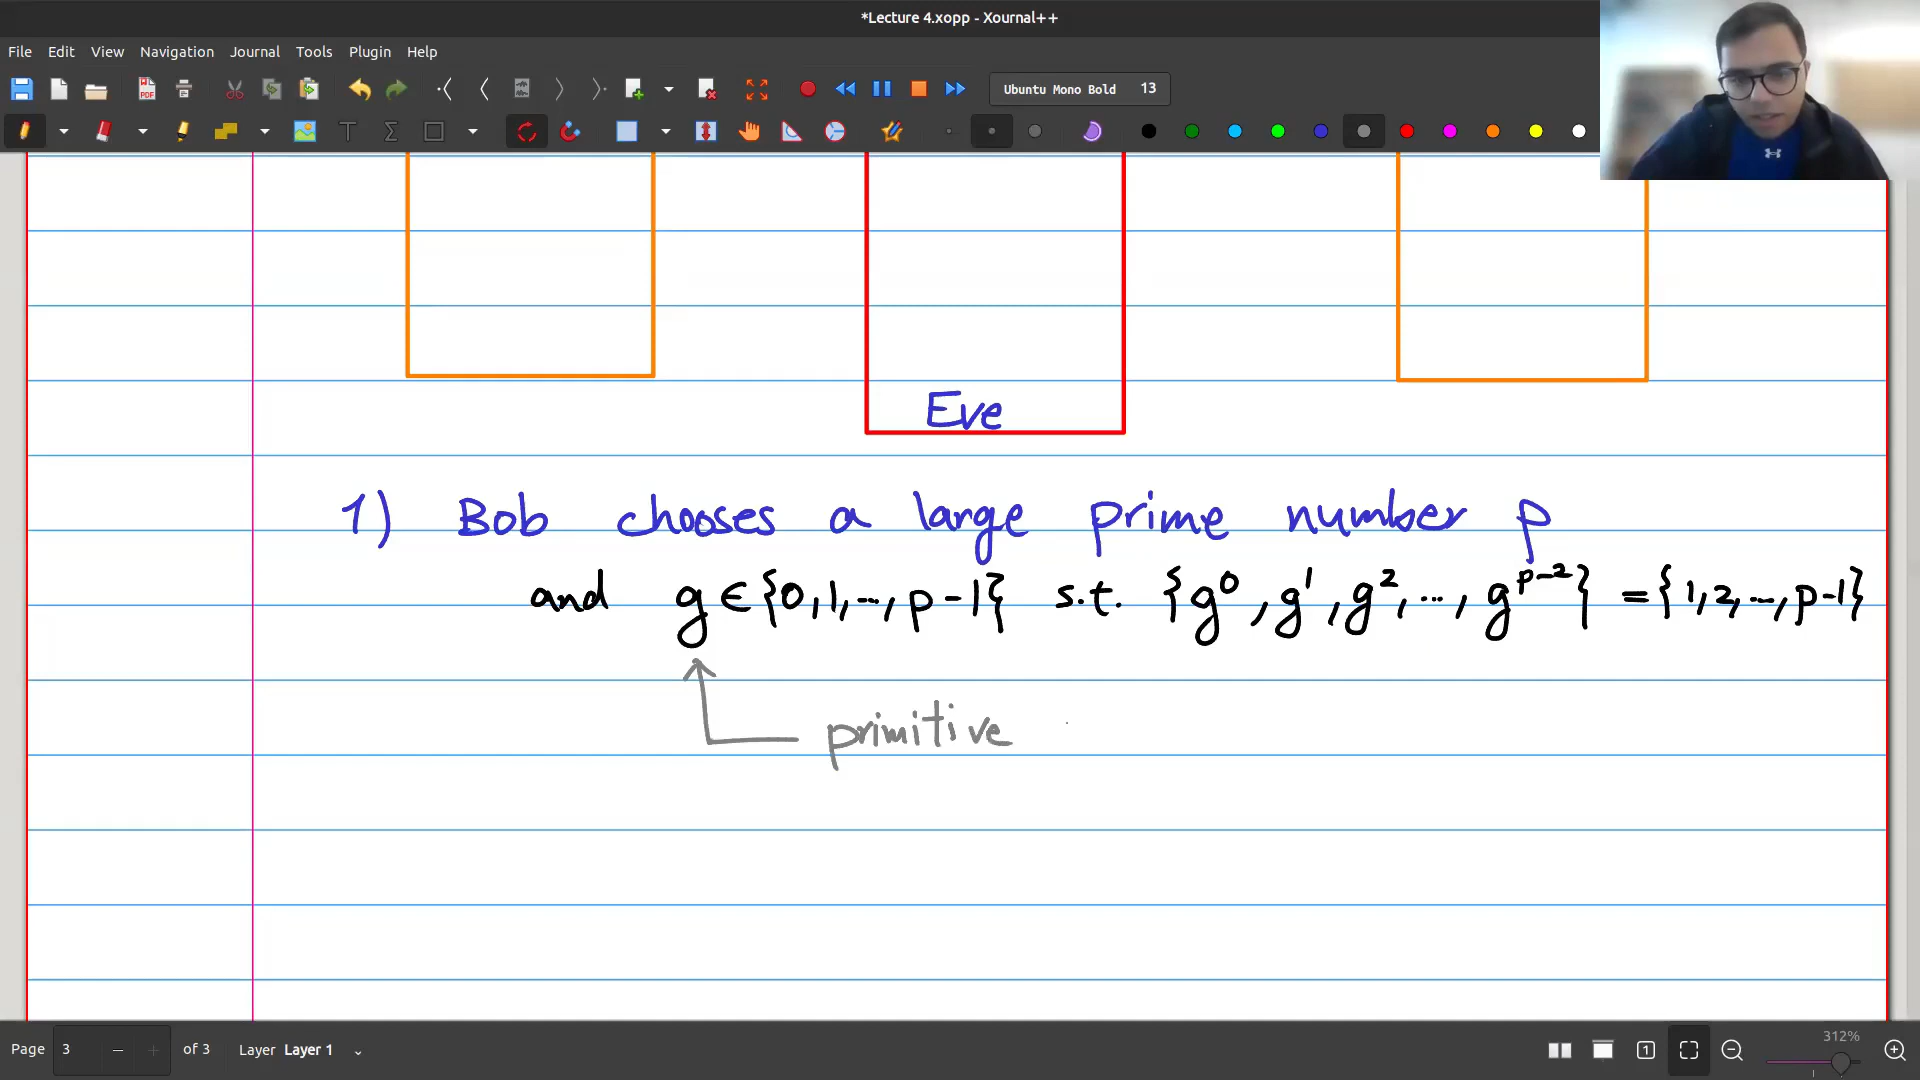 *Lecture 4.xopp - Xournal++
File Edit View Navigation Journal Tools Plugin Help
PDF
Ubuntu Mono Bold 13
Eve
1) Bob chooses a large prime number p
and g ∈ {0, 1, ..., p-1} s.t. {g⁰, g¹, g², ..., g^{p-2}} = {1, 2, ..., p-1}
primitive
Page 3 of 3 Layer Layer 1 312%